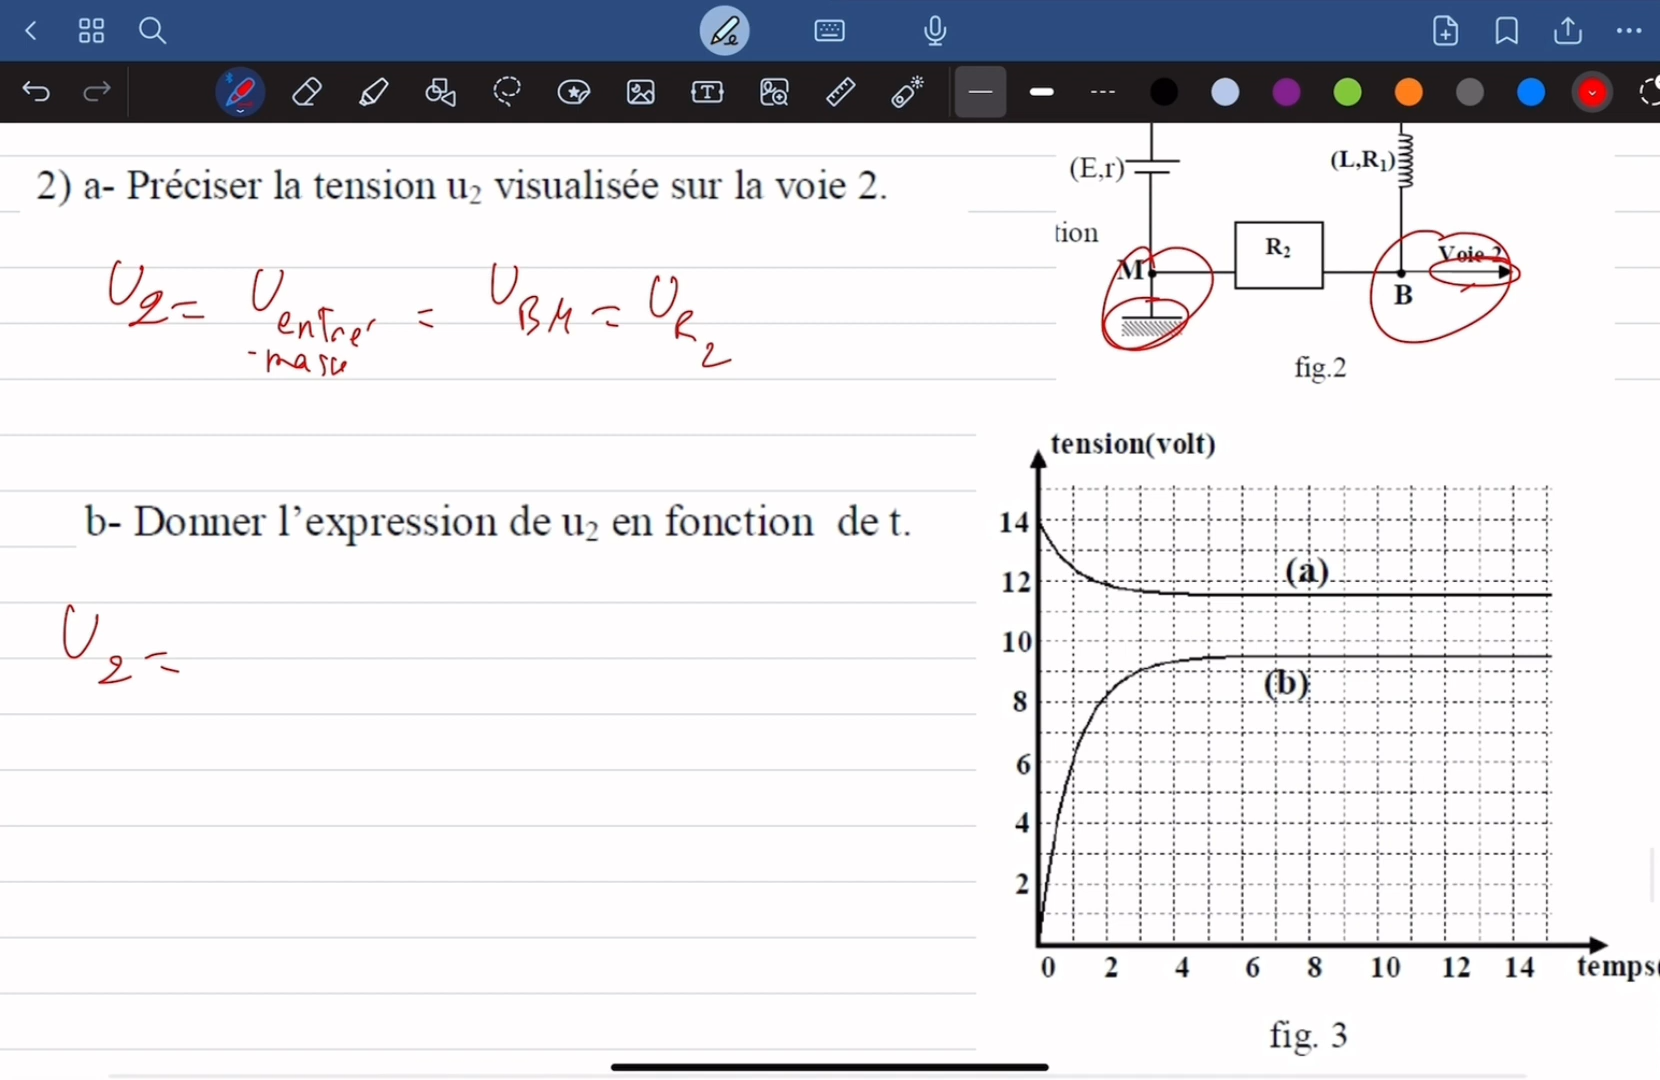 (E,r)
(L,R₁)
2) a- Préciser la tension u₂ visualisée sur la voie 2.
tion
R₂
Voie 2
M
B
U₂ = U entrer -masse = U_BM = U_R₂
fig.2
tension(volt)
b- Donner l'expression de u₂ en fonction de t.
14
(a)
12
10
U₂ =
(b)
8
6
4
2
0 2 4 6 8 10 12 14 temps(
fig. 3